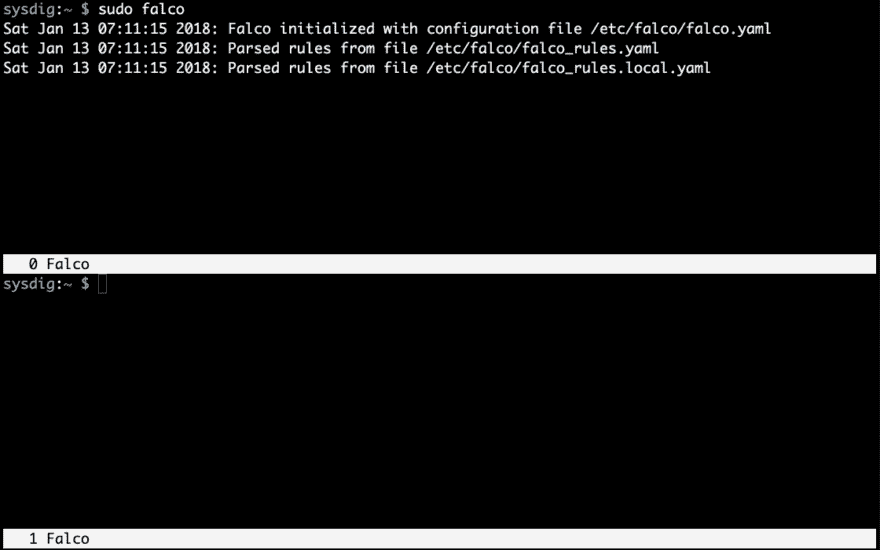 sysdig:~ $ sudo falco
Sat Jan 13 07:11:15 2018: Falco initialized with configuration file /etc/falco/falco.yaml
Sat Jan 13 07:11:15 2018: Parsed rules from file /etc/falco/falco_rules.yaml
Sat Jan 13 07:11:15 2018: Parsed rules from file /etc/falco/falco_rules.local.yaml
0 Falco
sysdig:~ $
1 Falco